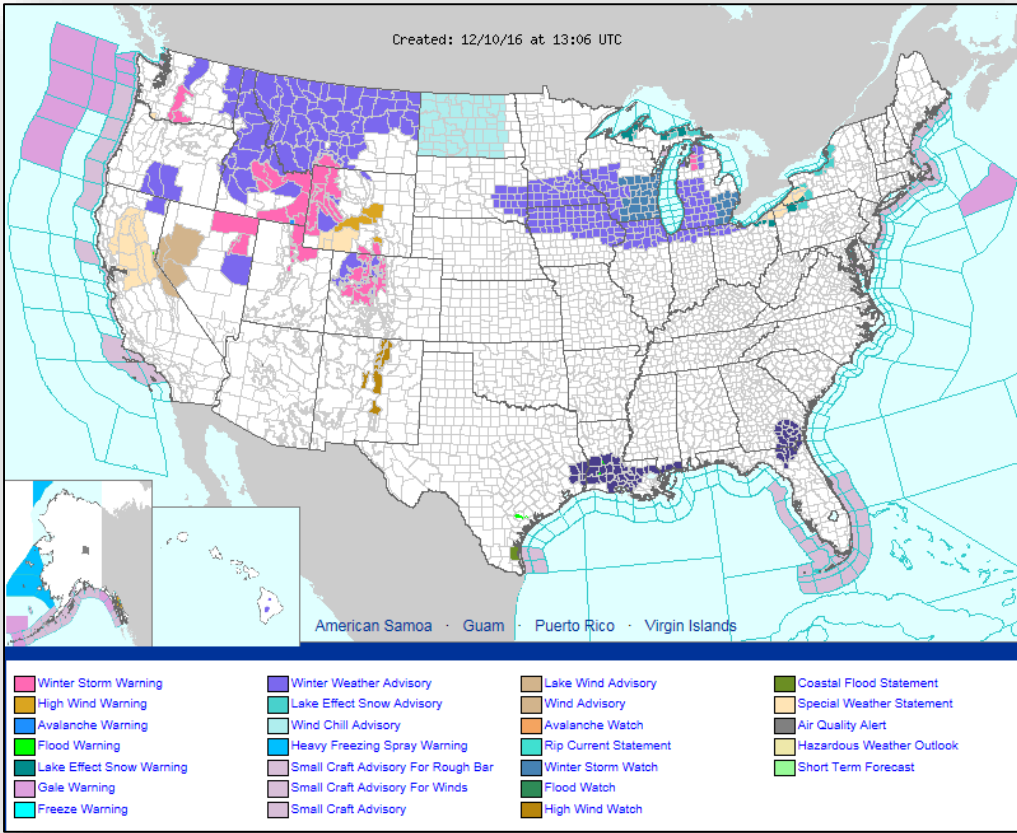 Created: 12/10/16 at 13:06 UTC
American Samoa · Guam · Puerto Rico · Virgin Islands
Winter Storm Warning
High Wind Warning
Avalanche Warning
Flood Warning
Lake Effect Snow Warning
Gale Warning
Freeze Warning
Winter Weather Advisory
Lake Effect Snow Advisory
Wind Chill Advisory
Heavy Freezing Spray Warning
Small Craft Advisory For Rough Bar
Small Craft Advisory For Winds
Small Craft Advisory
Lake Wind Advisory
Wind Advisory
Avalanche Watch
Rip Current Statement
Winter Storm Watch
Flood Watch
High Wind Watch
Coastal Flood Statement
Special Weather Statement
Air Quality Alert
Hazardous Weather Outlook
Short Term Forecast